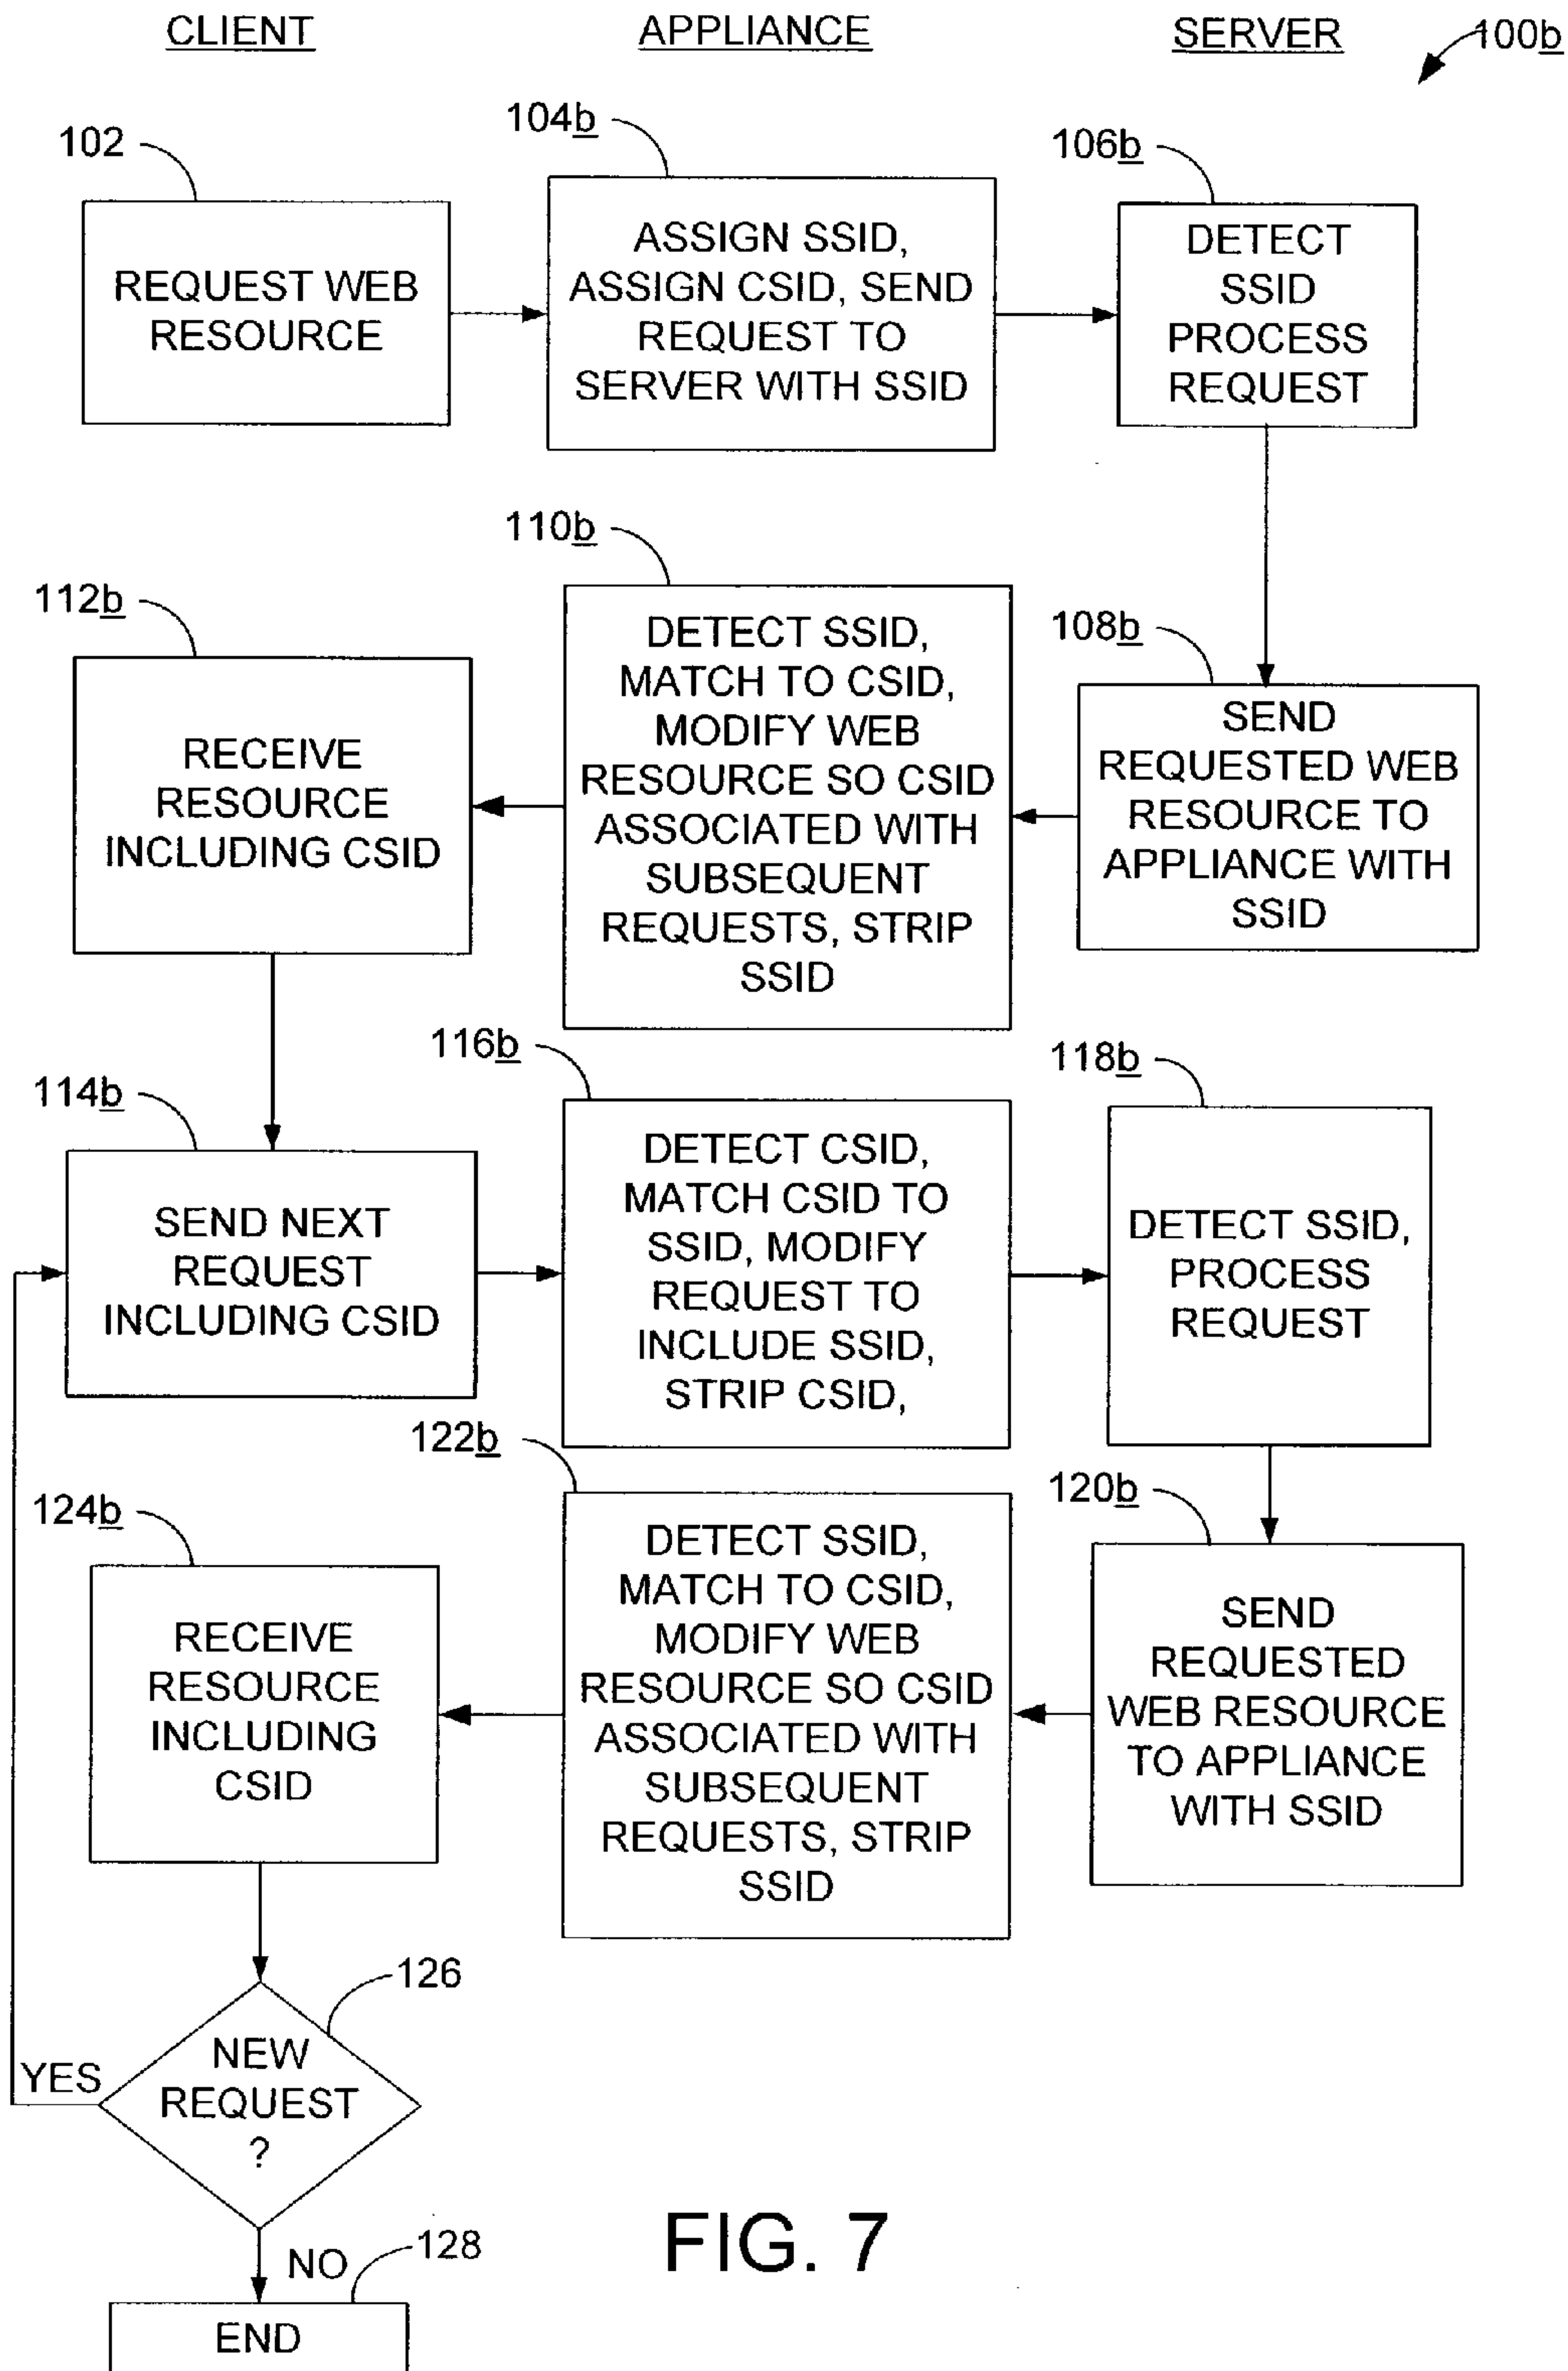 CLIENT
APPLIANCE
SERVER
100b
102
104b
106b
REQUEST WEB
RESOURCE
ASSIGN SSID,
ASSIGN CSID, SEND
REQUEST TO
SERVER WITH SSID
DETECT
SSID
PROCESS
REQUEST
112b
110b
108b
RECEIVE
RESOURCE
INCLUDING CSID
DETECT SSID,
MATCH TO CSID,
MODIFY WEB
RESOURCE SO CSID
ASSOCIATED WITH
SUBSEQUENT
REQUESTS, STRIP
SSID
SEND
REQUESTED WEB
RESOURCE TO
APPLIANCE WITH
SSID
114b
116b
118b
SEND NEXT
REQUEST
INCLUDING CSID
DETECT CSID,
MATCH CSID TO
SSID, MODIFY
REQUEST TO
INCLUDE SSID,
STRIP CSID,
DETECT SSID,
PROCESS
REQUEST
124b
122b
120b
RECEIVE
RESOURCE
INCLUDING
CSID
DETECT SSID,
MATCH TO CSID,
MODIFY WEB
RESOURCE SO CSID
ASSOCIATED WITH
SUBSEQUENT
REQUESTS, STRIP
SSID
SEND
REQUESTED
WEB RESOURCE
TO APPLIANCE
WITH SSID
126
NEW
REQUEST
?
YES
NO
128
END
FIG. 7